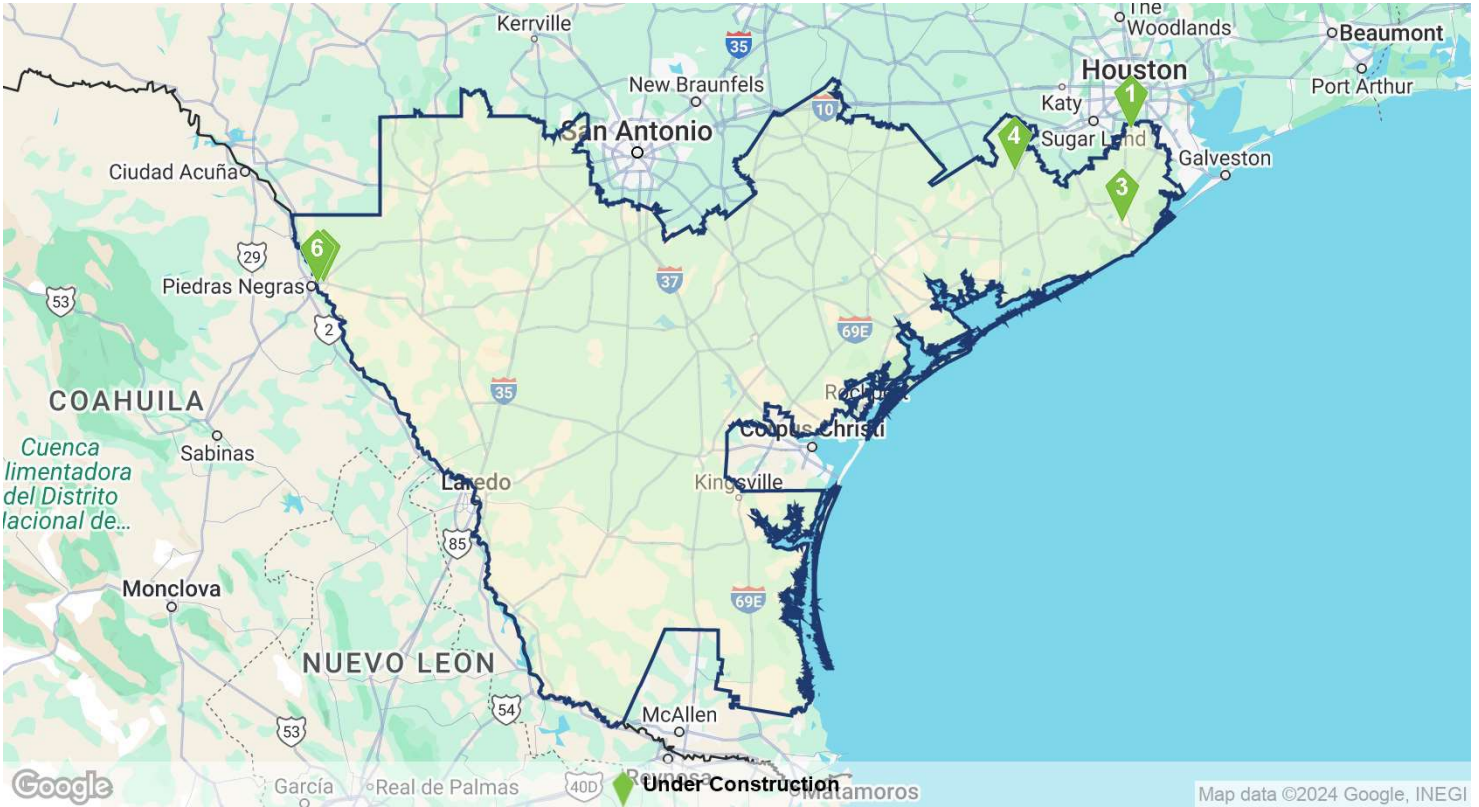 The
Woodlands
Kerrville
35
Beaumont
New Braunfels
Houston
Port Arthur
1
10
Katy
San Antonio
4
Sugar Land
Galveston
Ciudad Acuña
3
6
29
37
Piedras Negras
53
2
69E
35
COAHUILA
Rockport
Corpus Christi
Cuenca
limentadora
del Distrito
Nacional de...
Sabinas
Laredo
Kingsville
85
Monclova
69E
NUEVO LEON
54
McAllen
53
Reynosa
Google
García
Real de Palmas
40D
Under Construction
Matamoros
Map data ©2024 Google, INEGI